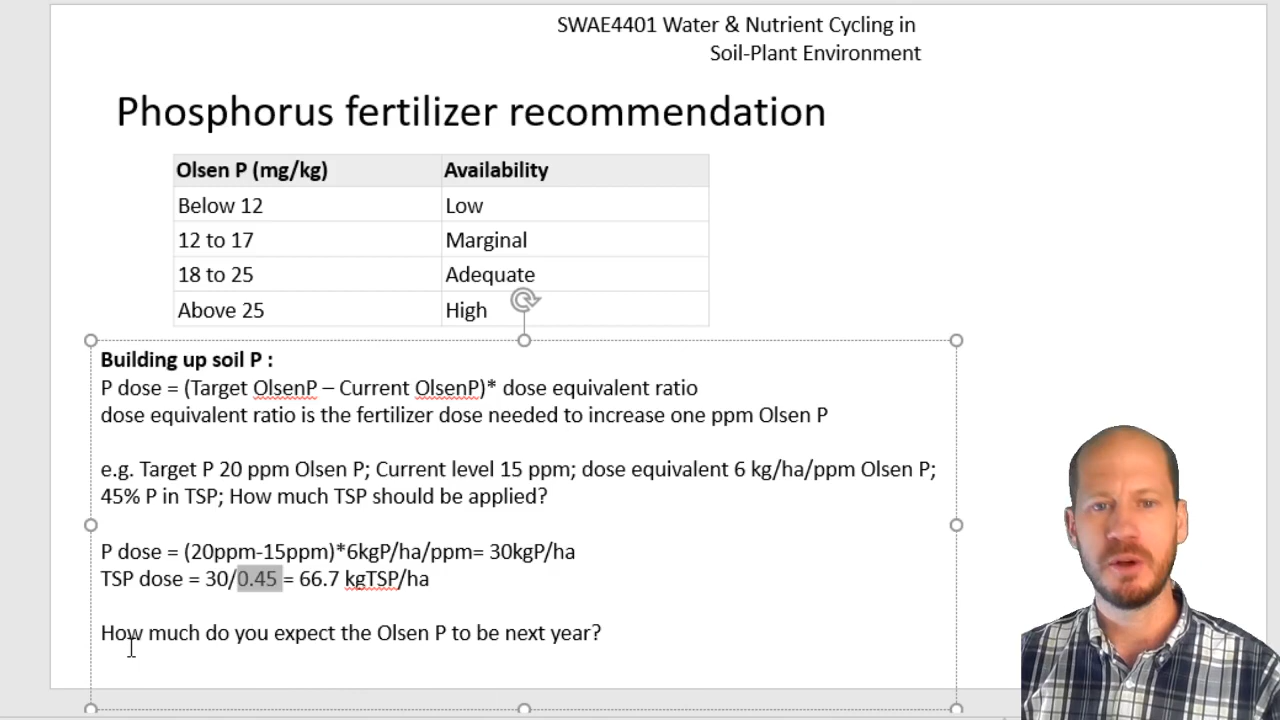 SWAE4401 Water & Nutrient Cycling in
Soil-Plant Environment
Phosphorus fertilizer recommendation
Olsen P (mg/kg) Availability
Below 12 Low
12 to 17 Marginal
18 to 25 Adequate
Above 25 High
Building up soil P :
P dose = (Target OlsenP – Current OlsenP)* dose equivalent ratio
dose equivalent ratio is the fertilizer dose needed to increase one ppm Olsen P
e.g. Target P 20 ppm Olsen P; Current level 15 ppm; dose equivalent 6 kg/ha/ppm Olsen P;
45% P in TSP; How much TSP should be applied?
P dose = (20ppm-15ppm)*6kgP/ha/ppm= 30kgP/ha
TSP dose = 30/0.45 = 66.7 kgTSP/ha
How much do you expect the Olsen P to be next year?